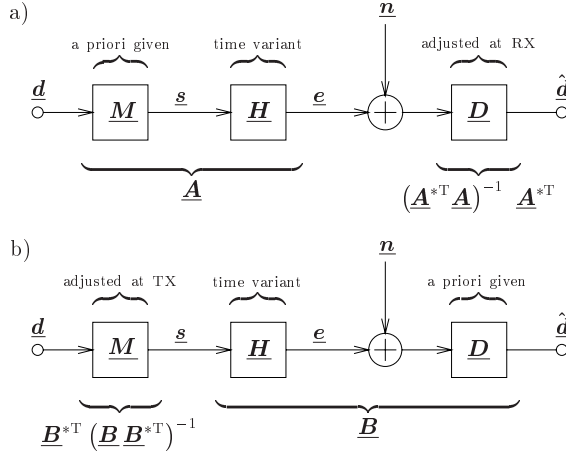 a)
n
a priori given
time variant
adjusted at RX
d
M
s
H
e
+
D
d̂
A
(A*T A)−1 A*T
b)
n
adjusted at TX
time variant
a priori given
d
M
s
H
e
+
D
d̂
B*T (B B*T)−1
B